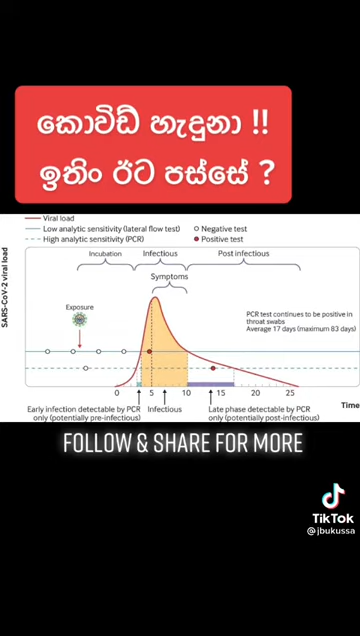 කොවිඩ් හැදුනා !!
ඉතිං ඊට පස්සේ ?
Viral load
Low analytic sensitivity (lateral flow test)
Negative test
High analytic sensitivity (PCR)
Positive test
Incubation
Infectious
Post infectious
Symptoms
SARS-CoV-2 viral load
Exposure
PCR test continues to be positive in
throat swabs
Average 17 days (maximum 83 days)
0 5 10 15 20 25
Time
Early infection detectable by PCR
only (potentially pre-infectious)
Infectious
Late phase detectable by PCR
only (potentially post-infectious)
FOLLOW & SHARE FOR MORE
TikTok
@jbukussa